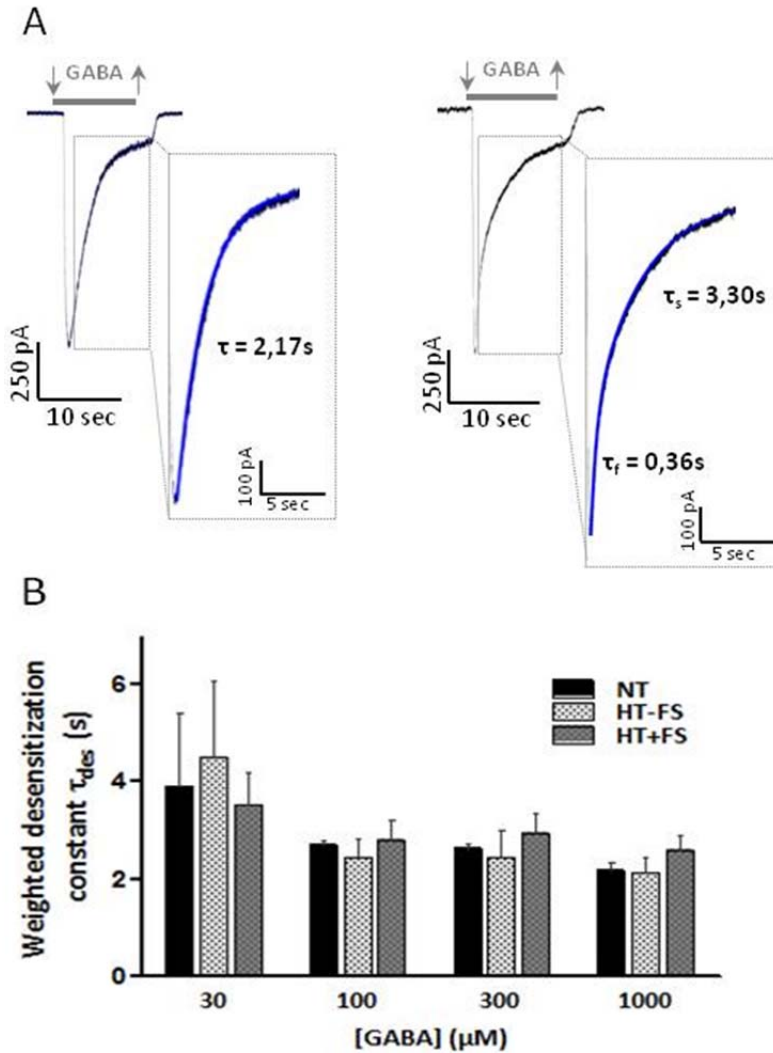 A
GABA
250 pA
10 sec
τ = 2,17s
100 pA
5 sec
GABA
250 pA
10 sec
τs = 3,30s
τf = 0,36s
100 pA
5 sec
B
Weighted desensitization
constant τdes (s)
6
4
2
0
NT
HT-FS
HT+FS
30 100 300 1000
[GABA] (µM)